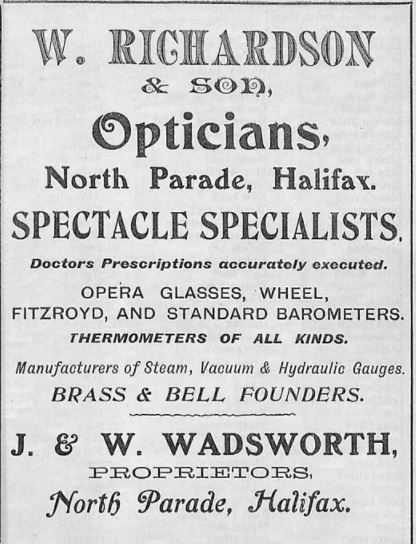 W. RICHARDSON
& SON,
Opticians,
North Parade, Halifax.
SPECTACLE SPECIALISTS.
Doctors Prescriptions accurately executed.
OPERA GLASSES, WHEEL,
FITZROYD, AND STANDARD BAROMETERS.
THERMOMETERS OF ALL KINDS.
Manufacturers of Steam, Vacuum & Hydraulic Gauges.
BRASS & BELL FOUNDERS.
J. & W. WADSWORTH,
PROPRIETORS,
North Parade, Halifax.